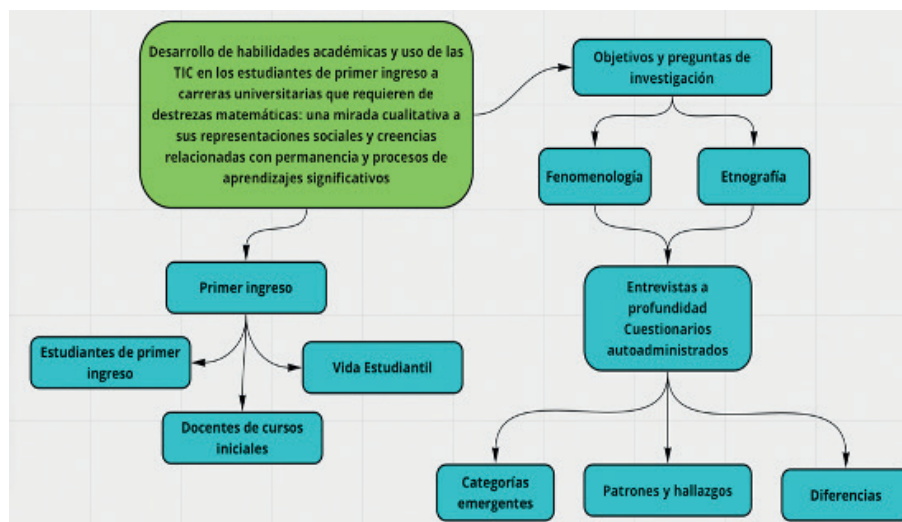 Desarrollo de habilidades académicas y uso de las
TIC en los estudiantes de primer ingreso a
carreras universitarias que requieren de
destrezas matemáticas: una mirada cualitativa a
sus representaciones sociales y creencias
relacionadas con permanencia y procesos de
aprendizajes significativos
Objetivos y preguntas de
investigación
Fenomenología
Etnografía
Primer ingreso
Entrevistas a
profundidad
Cuestionarios
autoadministrados
Estudiantes de primer
ingreso
Vida Estudiantil
Docentes de cursos
iniciales
Categorías
emergentes
Patrones y hallazgos
Diferencias